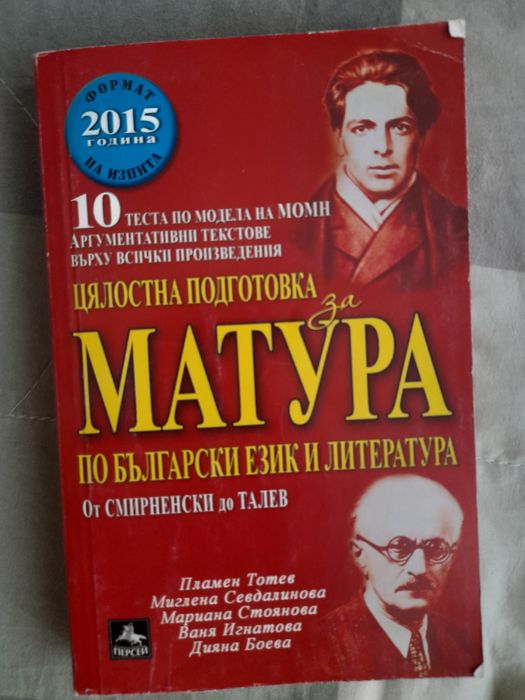 ФОРМАТ
2015
година
НА ИЗПИТА
10 ТЕСТА ПО МОДЕЛА НА МОМН
АРГУМЕНТАТИВНИ ТЕКСТОВЕ
ВЪРХУ ВСИЧКИ ПРОИЗВЕДЕНИЯ
ЦЯЛОСТНА ПОДГОТОВКА
за
МАТУРА
ПО БЪЛГАРСКИ ЕЗИК И ЛИТЕРАТУРА
От СМИРНЕНСКИ до ТАЛЕВ
Пламен Тотев
Миглена Севдалинова
Мариана Стоянова
Ваня Игнатова
Дияна Боева
ПЕРСЕЙ